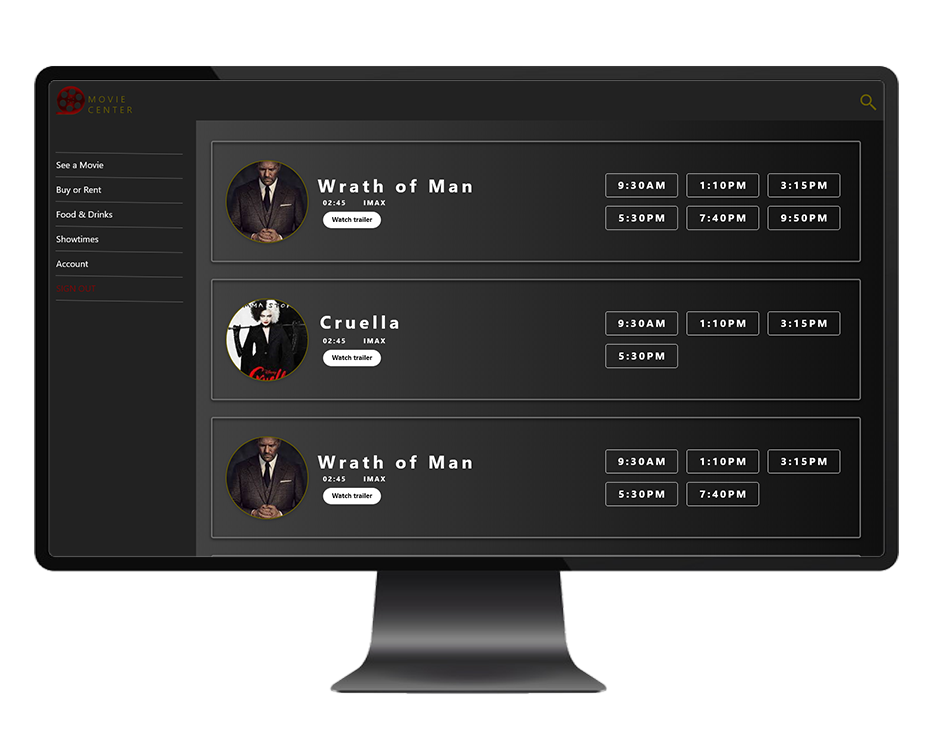 MOVIE
CENTER
See a Movie
Buy or Rent
Food & Drinks
Showtimes
Account
SIGN OUT
Wrath of Man
02:45 IMAX
Watch trailer
9:30AM 1:10PM 3:15PM
5:30PM 7:40PM 9:50PM
Cruella
02:45 IMAX
Watch trailer
9:30AM 1:10PM 3:15PM
5:30PM
Wrath of Man
02:45 IMAX
Watch trailer
9:30AM 1:10PM 3:15PM
5:30PM 7:40PM